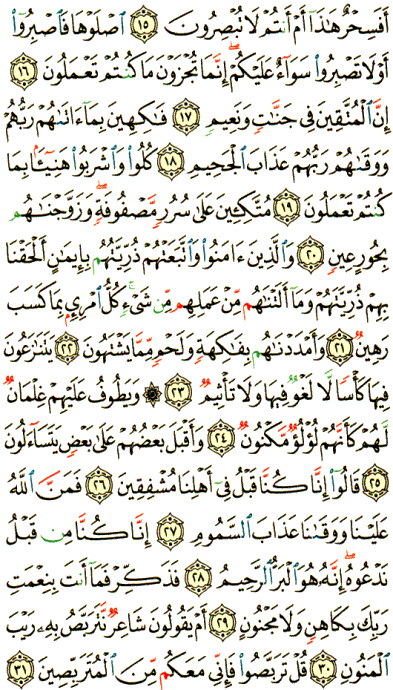 أَفَسِحْرٌ هَٰذَآ أَمْ أَنتُمْ لَا تُبْصِرُونَ ١٥ ٱصْلَوْهَا فَٱصْبِرُوٓا۟
أَوْ لَا تَصْبِرُوا۟ سَوَآءٌ عَلَيْكُمْ ۖ إِنَّمَا تُجْزَوْنَ مَا كُنتُمْ تَعْمَلُونَ ١٦
إِنَّ ٱلْمُتَّقِينَ فِى جَنَّٰتٍ وَنَعِيمٍ ١٧ فَٰكِهِينَ بِمَآ ءَاتَىٰهُمْ رَبُّهُمْ
وَوَقَىٰهُمْ رَبُّهُمْ عَذَابَ ٱلْجَحِيمِ ١٨ كُلُوا۟ وَٱشْرَبُوا۟ هَنِيٓـًٔۢا بِمَا
كُنتُمْ تَعْمَلُونَ ١٩ مُتَّكِـِٔينَ عَلَىٰ سُرُرٍ مَّصْفُوفَةٍ ۖ وَزَوَّجْنَٰهُم
بِحُورٍ عِينٍ ٢٠ وَٱلَّذِينَ ءَامَنُوا۟ وَٱتَّبَعَتْهُمْ ذُرِّيَّتُهُم بِإِيمَٰنٍ أَلْحَقْنَا
بِهِمْ ذُرِّيَّتَهُمْ وَمَآ أَلَتْنَٰهُم مِّنْ عَمَلِهِم مِّن شَىْءٍ ۚ كُلُّ ٱمْرِئٍۭ بِمَا كَسَبَ
رَهِينٌ ٢١ وَأَمْدَدْنَٰهُم بِفَٰكِهَةٍ وَلَحْمٍ مِّمَّا يَشْتَهُونَ ٢٢ يَتَنَٰزَعُونَ
فِيهَا كَأْسًا لَّا لَغْوٌ فِيهَا وَلَا تَأْثِيمٌ ٢٣ ۞ وَيَطُوفُ عَلَيْهِمْ غِلْمَانٌ
لَّهُمْ كَأَنَّهُمْ لُؤْلُؤٌ مَّكْنُونٌ ٢٤ وَأَقْبَلَ بَعْضُهُمْ عَلَىٰ بَعْضٍ يَتَسَآءَلُونَ
٢٥ قَالُوٓا۟ إِنَّا كُنَّا قَبْلُ فِىٓ أَهْلِنَا مُشْفِقِينَ ٢٦ فَمَنَّ ٱللَّهُ
عَلَيْنَا وَوَقَىٰنَا عَذَابَ ٱلسَّمُومِ ٢٧ إِنَّا كُنَّا مِن قَبْلُ
نَدْعُوهُ ۖ إِنَّهُۥ هُوَ ٱلْبَرُّ ٱلرَّحِيمُ ٢٨ فَذَكِّرْ فَمَآ أَنتَ بِنِعْمَتِ
رَبِّكَ بِكَاهِنٍ وَلَا مَجْنُونٍ ٢٩ أَمْ يَقُولُونَ شَاعِرٌ نَّتَرَبَّصُ بِهِۦ رَيْبَ
ٱلْمَنُونِ ٣٠ قُلْ تَرَبَّصُوا۟ فَإِنِّى مَعَكُم مِّنَ ٱلْمُتَرَبِّصِينَ ٣١